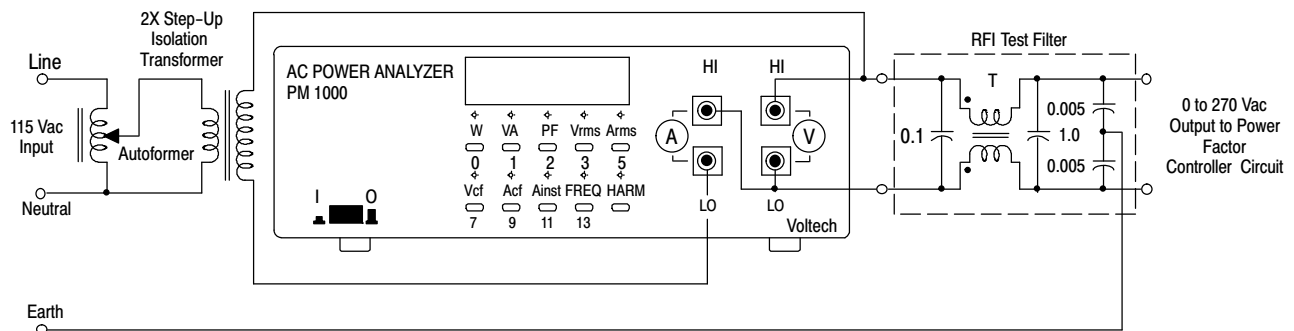 2X Step-Up
Isolation
Transformer
Line
115 Vac
Input
Autoformer
Neutral
Earth
AC POWER ANALYZER
PM 1000
W VA PF Vrms Arms
0 1 2 3 5
Vcf Acf Ainst FREQ HARM
7 9 11 13
I O
HI HI
A V
LO LO
Voltech
RFI Test Filter
T
0.1
1.0
0.005
0.005
0 to 270 Vac
Output to Power
Factor
Controller Circuit